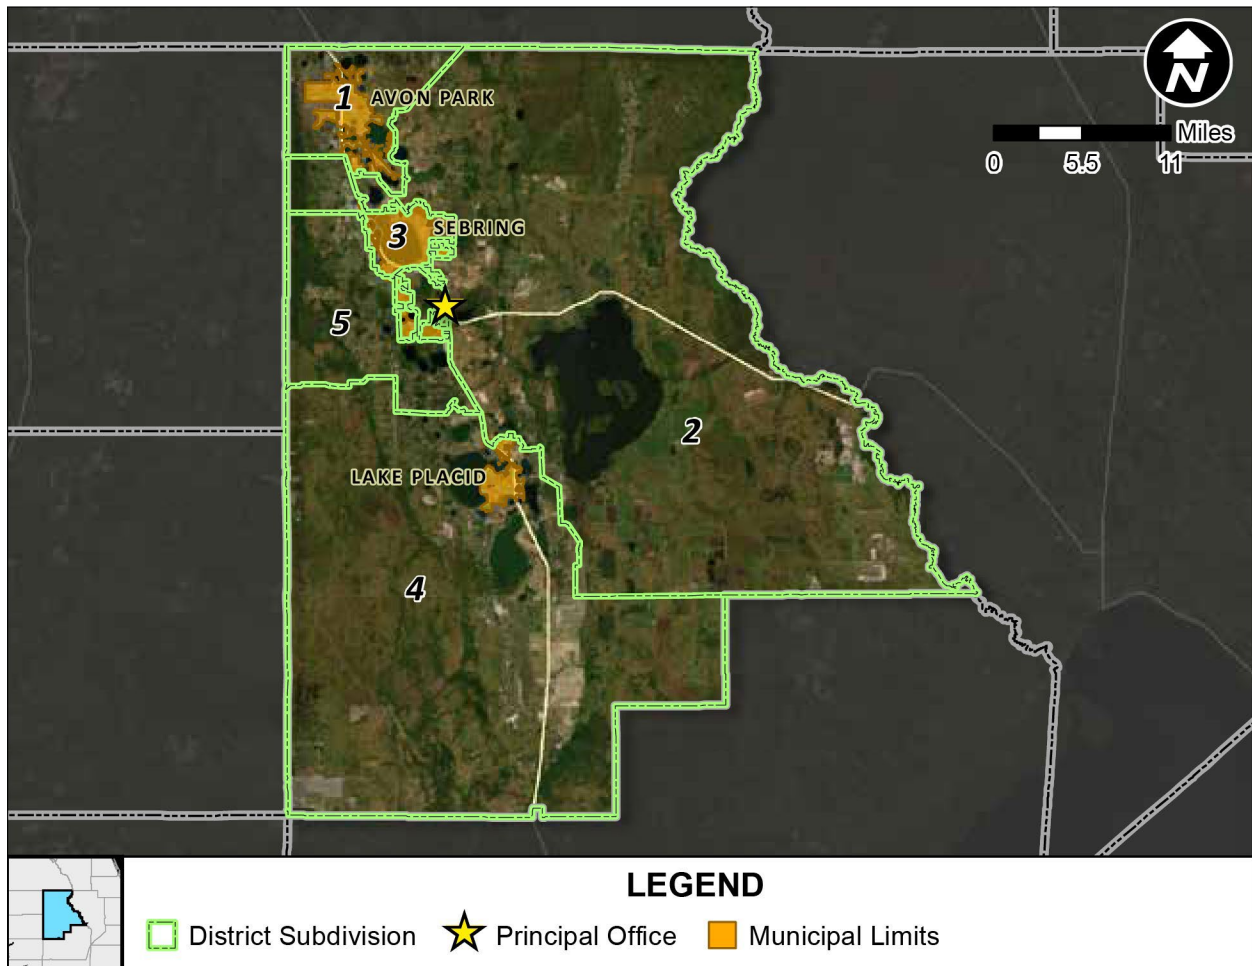 N
Miles
0 5.5 11
1 AVON PARK
3 SEBRING
5
2
LAKE PLACID
4
LEGEND
District Subdivision Principal Office Municipal Limits